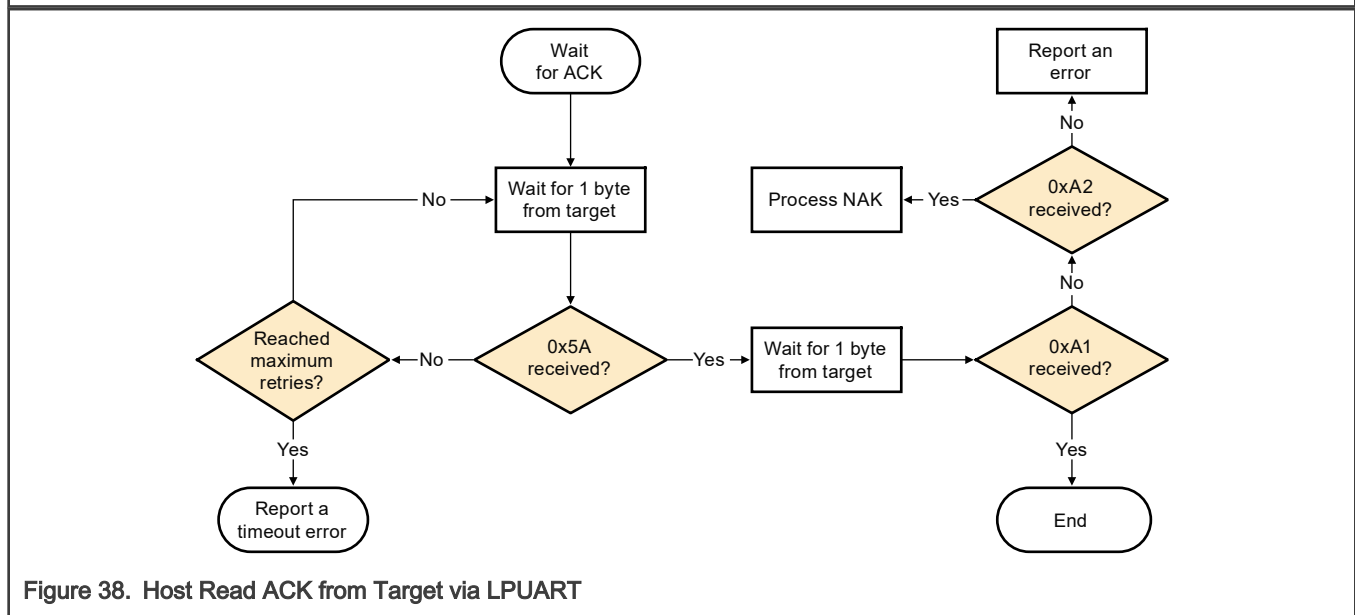 Wait
for ACK
Report an
error
No
No
Wait for 1 byte
from target
Process NAK
Yes
0xA2
received?
No
Reached
maximum
retries?
No
0x5A
received?
Yes
Wait for 1 byte
from target
0xA1
received?
Yes
Yes
Report a
timeout error
End
Figure 38. Host Read ACK from Target via LPUART